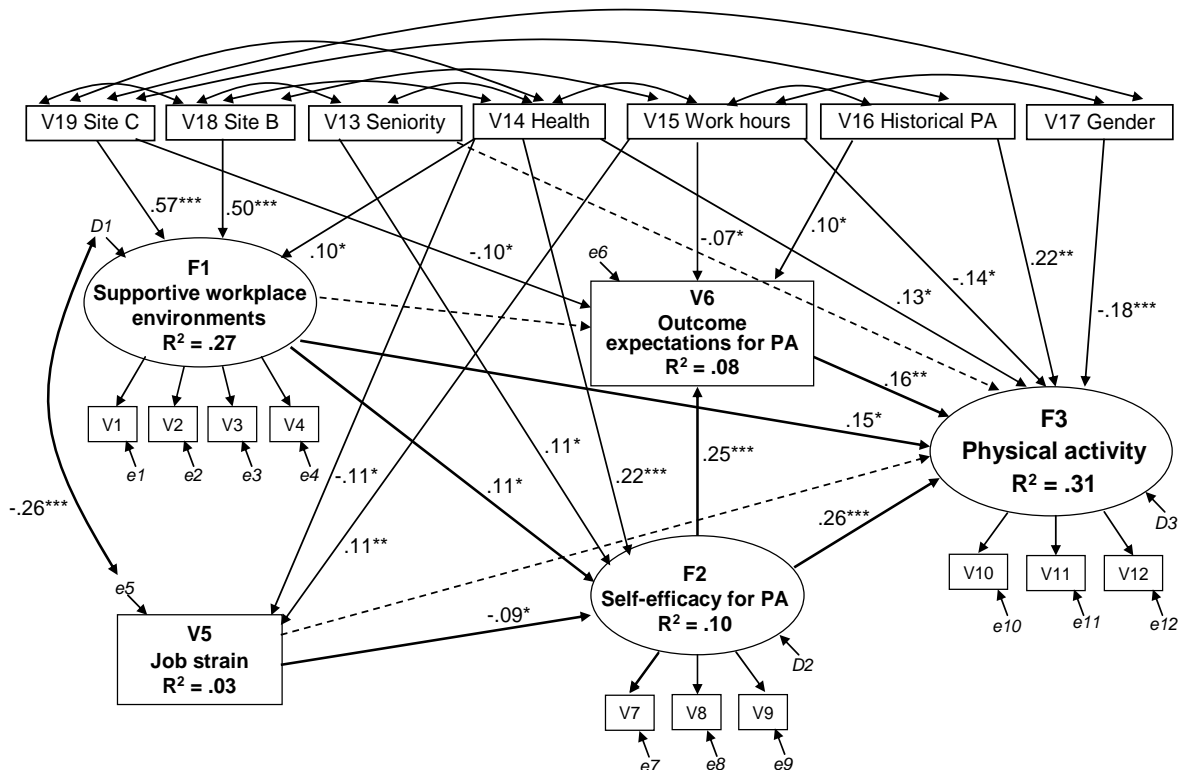 V19 Site C
V18 Site B
V13 Seniority
V14 Health
V15 Work hours
V16 Historical PA
V17 Gender
.57***
.50***
D1
.10*
-.10*
e6
-.07*
.10*
.13*
-.14*
.22**
-.18***
F1
Supportive workplace
environments
R² = .27
V6
Outcome
expectations for PA
R² = .08
V1
V2
V3
V4
e1
e2
e3
e4
.16**
.15*
F3
Physical activity
R² = .31
D3
-.26***
.11*
-.11*
.11**
.11*
.22***
.25***
.26***
V10
V11
V12
e10
e11
e12
e5
V5
Job strain
R² = .03
-.09*
F2
Self-efficacy for PA
R² = .10
D2
V7
V8
V9
e7
e8
e9